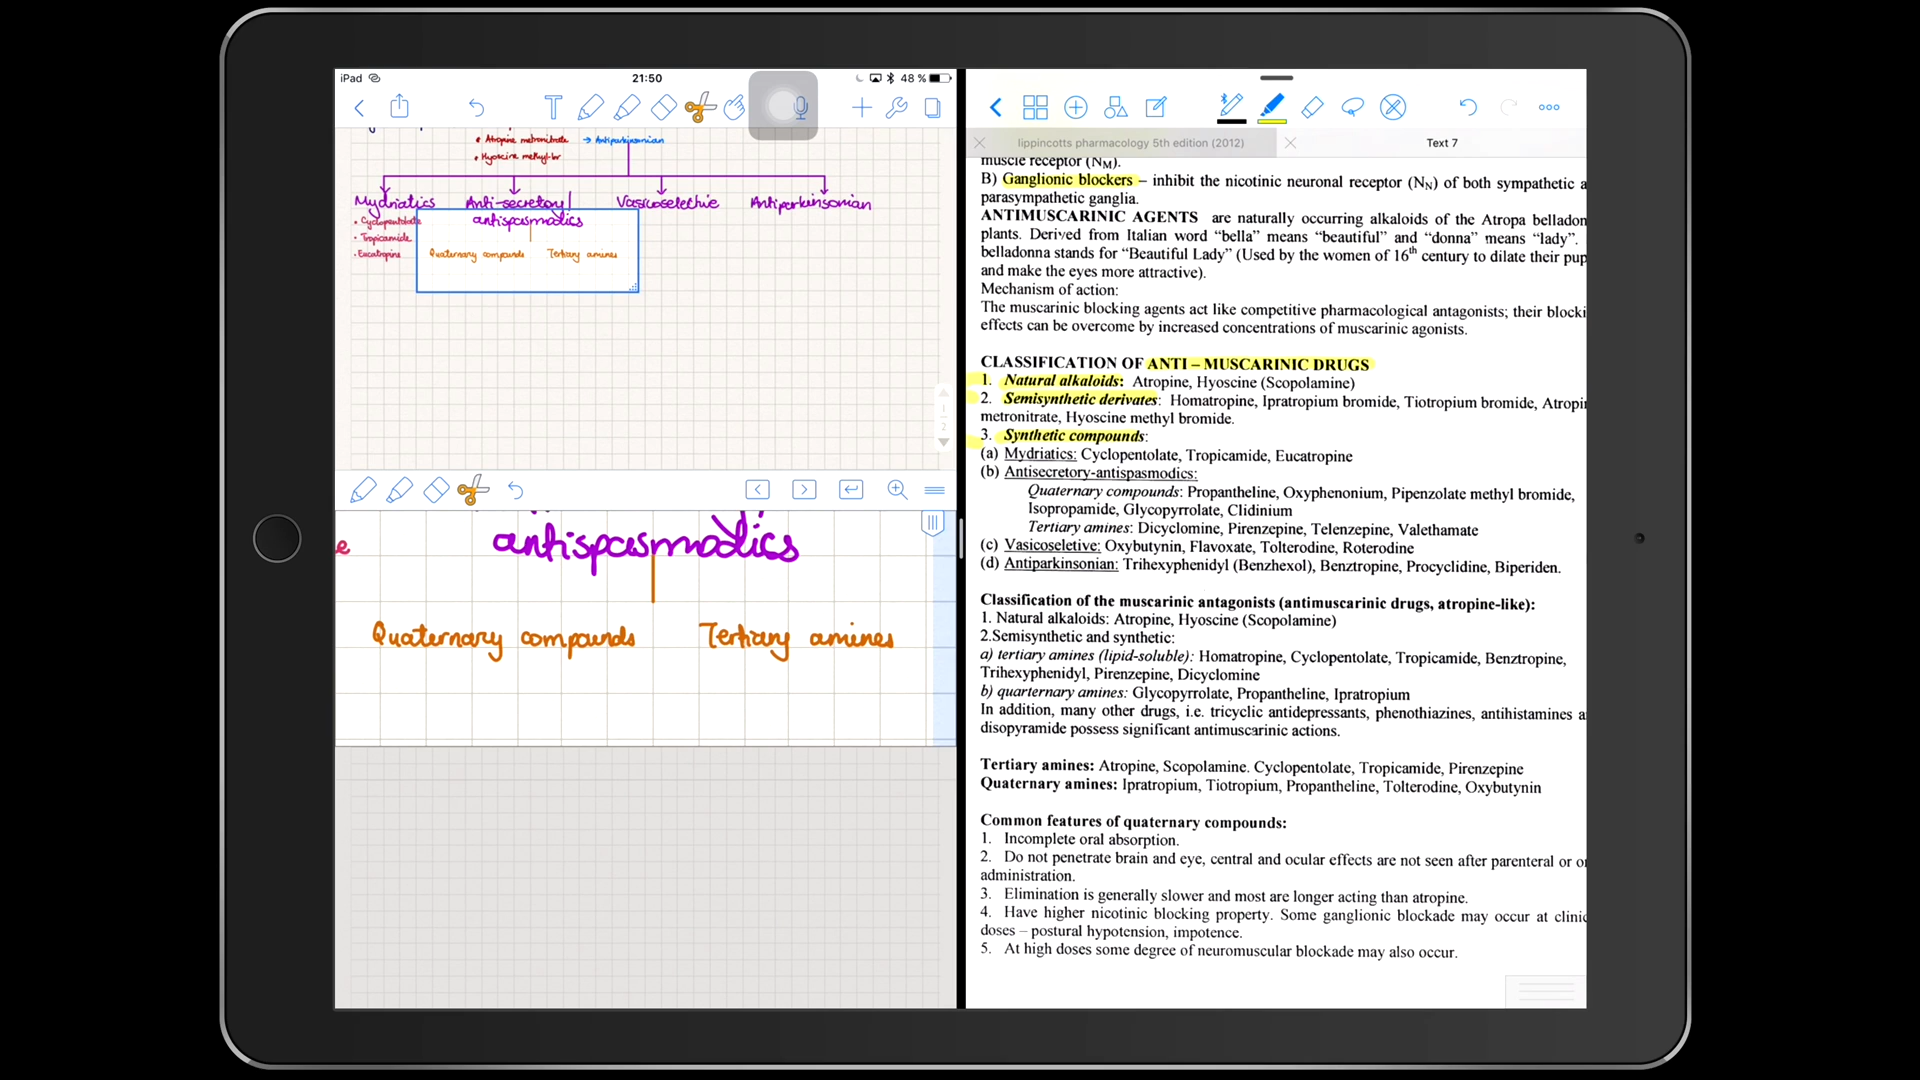 iPad
21:50
48 %
• Atropine metronitrate → Antiparkinsonian
• Hyoscine methyl-br
Mydriatics Anti-secretory/ Vasicoselective Antiparkinsonian
antispasmodics
• Cyclopentolate
• Tropicamide
• Eucatropine
Quaternary compounds Tertiary amines
1
2
e
antispasmodics
Quaternary compounds Tertiary amines
lippincotts pharmacology 5th edition (2012)
Text 7
muscle receptor (NM).
B) Ganglionic blockers – inhibit the nicotinic neuronal receptor (NN) of both sympathetic a
parasympathetic ganglia.
ANTIMUSCARINIC AGENTS are naturally occurring alkaloids of the Atropa belladon
plants. Derived from Italian word “bella” means “beautiful” and “donna” means “lady”.
belladonna stands for “Beautiful Lady” (Used by the women of 16th century to dilate their pup
and make the eyes more attractive).
Mechanism of action:
The muscarinic blocking agents act like competitive pharmacological antagonists; their blocki
effects can be overcome by increased concentrations of muscarinic agonists.
CLASSIFICATION OF ANTI – MUSCARINIC DRUGS
1. Natural alkaloids: Atropine, Hyoscine (Scopolamine)
2. Semisynthetic derivates: Homatropine, Ipratropium bromide, Tiotropium bromide, Atropin
metronitrate, Hyoscine methyl bromide.
3. Synthetic compounds:
(a) Mydriatics: Cyclopentolate, Tropicamide, Eucatropine
(b) Antisecretory-antispasmodics:
Quaternary compounds: Propantheline, Oxyphenonium, Pipenzolate methyl bromide,
Isopropamide, Glycopyrrolate, Clidinium
Tertiary amines: Dicyclomine, Pirenzepine, Telenzepine, Valethamate
(c) Vasicoseletive: Oxybutynin, Flavoxate, Tolterodine, Roterodine
(d) Antiparkinsonian: Trihexyphenidyl (Benzhexol), Benztropine, Procyclidine, Biperiden.
Classification of the muscarinic antagonists (antimuscarinic drugs, atropine-like):
1. Natural alkaloids: Atropine, Hyoscine (Scopolamine)
2.Semisynthetic and synthetic:
a) tertiary amines (lipid-soluble): Homatropine, Cyclopentolate, Tropicamide, Benztropine,
Trihexyphenidyl, Pirenzepine, Dicyclomine
b) quarternary amines: Glycopyrrolate, Propantheline, Ipratropium
In addition, many other drugs, i.e. tricyclic antidepressants, phenothiazines, antihistamines a
disopyramide possess significant antimuscarinic actions.
Tertiary amines: Atropine, Scopolamine. Cyclopentolate, Tropicamide, Pirenzepine
Quaternary amines: Ipratropium, Tiotropium, Propantheline, Tolterodine, Oxybutynin
Common features of quaternary compounds:
1. Incomplete oral absorption.
2. Do not penetrate brain and eye, central and ocular effects are not seen after parenteral or or
administration.
3. Elimination is generally slower and most are longer acting than atropine.
4. Have higher nicotinic blocking property. Some ganglionic blockade may occur at clinic
doses – postural hypotension, impotence.
5. At high doses some degree of neuromuscular blockade may also occur.